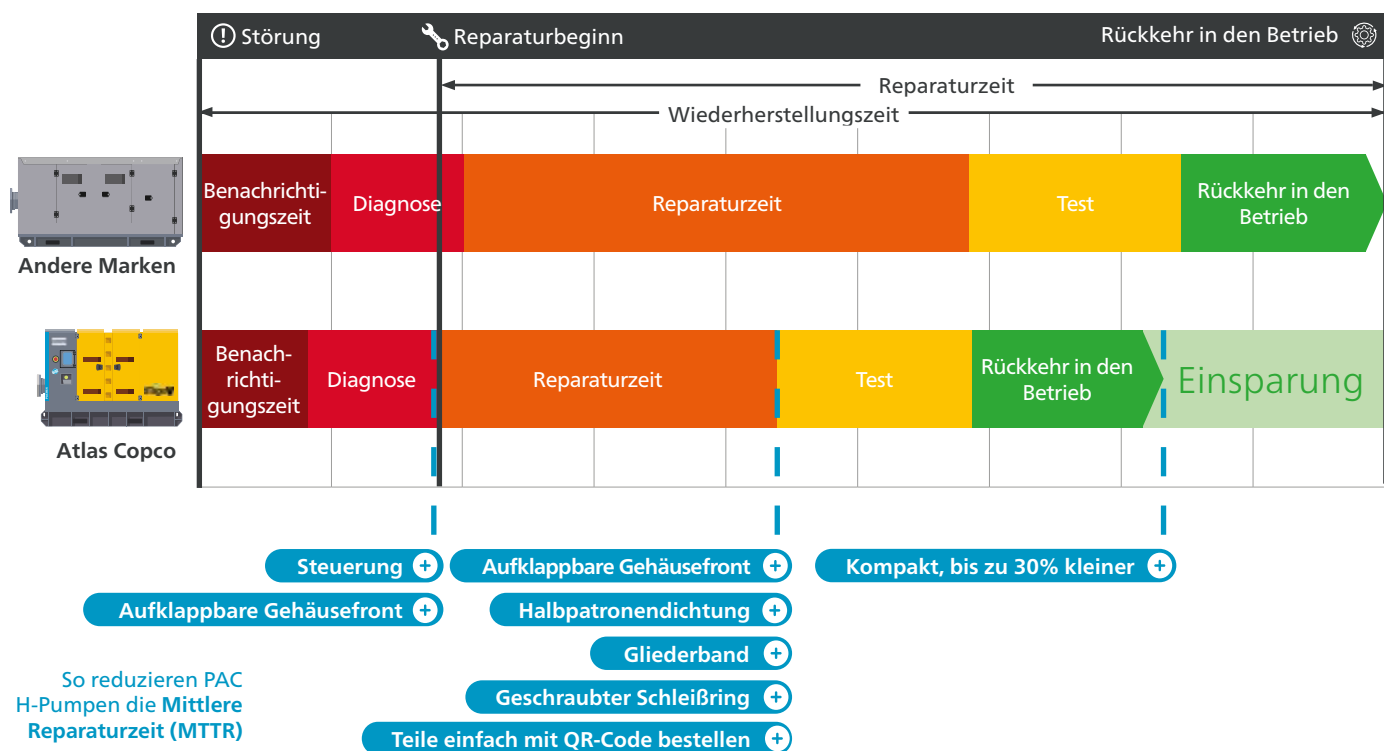 Störung
Reparaturbeginn
Rückkehr in den Betrieb
Reparaturzeit
Wiederherstellungszeit
Benachrichti-
gungszeit
Diagnose
Reparaturzeit
Test
Rückkehr in den
Betrieb
Andere Marken
Benach-
richti-
gungszeit
Diagnose
Reparaturzeit
Test
Rückkehr in den
Betrieb
Einsparung
Atlas Copco
Steuerung
Aufklappbare Gehäusefront
Kompakt, bis zu 30% kleiner
Aufklappbare Gehäusefront
Halbpatronendichtung
Gliederband
Geschraubter Schleißring
Teile einfach mit QR-Code bestellen
So reduzieren PAC
H-Pumpen die Mittlere
Reparaturzeit (MTTR)